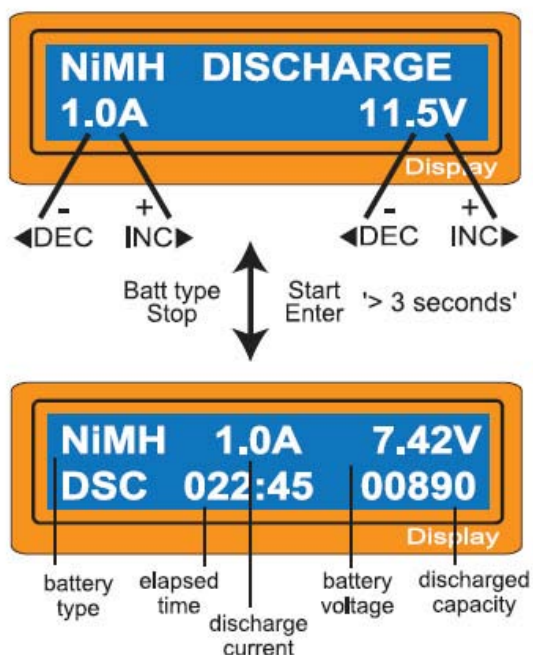 NiMH DISCHARGE
1.0A 11.5V
Display
- + - +
◀DEC INC▶ ◀DEC INC▶
Batt type Start '> 3 seconds'
Stop Enter
NiMH 1.0A 7.42V
DSC 022:45 00890
Display
battery elapsed battery discharged
type time voltage capacity
discharge
current